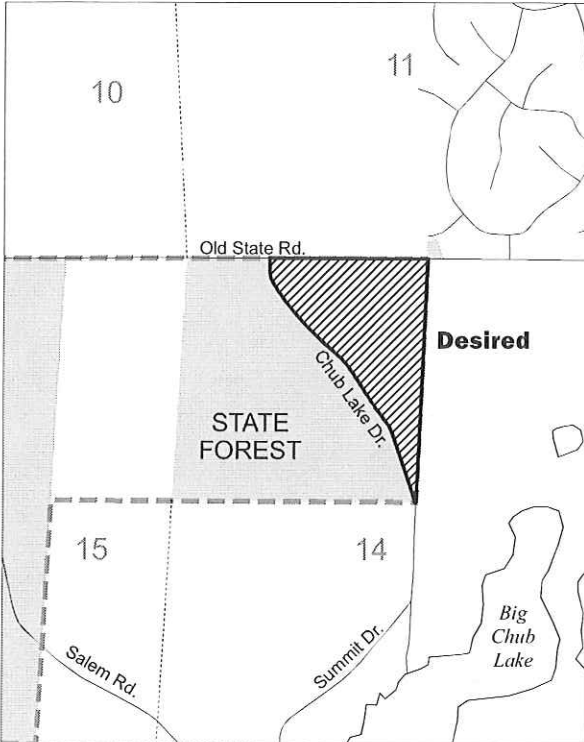 10
11
Old State Rd.
Desired
Chub Lake Dr.
STATE
FOREST
15
14
Big
Chub
Lake
Salem Rd.
Summit Dr.